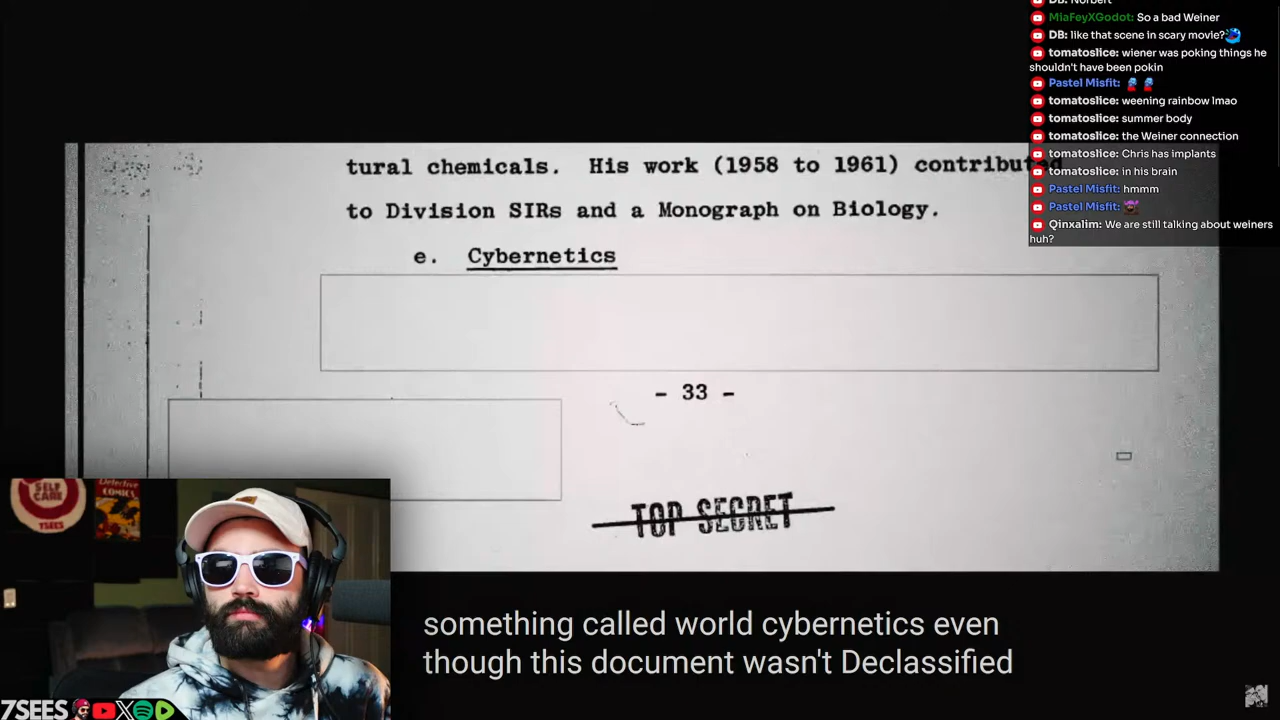 DB: Norbert
MiaFeyXGodot: So a bad Weiner
DB: like that scene in scary movie?
tomatoslice: wiener was poking things he
shouldn't have been pokin
Pastel Misfit:
tomatoslice: weening rainbow lmao
tomatoslice: summer body
tomatoslice: the Weiner connection
tomatoslice: Chris has implants
tomatoslice: in his brain
Pastel Misfit: hmmm
Pastel Misfit:
Qinxalim: We are still talking about weiners
huh?
tural chemicals. His work (1958 to 1961) contributed
to Division SIRs and a Monograph on Biology.
e. Cybernetics
- 33 -
TOP SECRET
SELF
CARE
7SEES
Detective
COMICS
something called world cybernetics even
though this document wasn't Declassified
7SEES